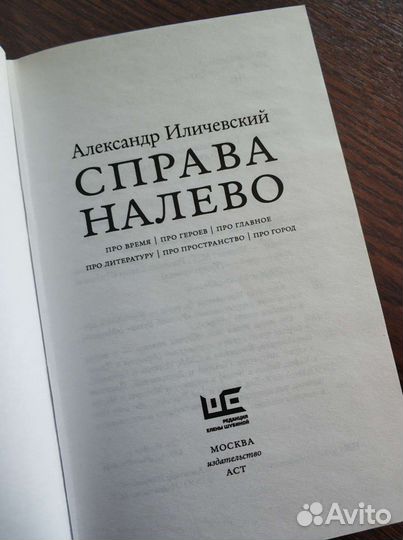 Александр Иличевский
СПРАВА
НАЛЕВО
ПРО ВРЕМЯ | ПРО ГЕРОЕВ | ПРО ГЛАВНОЕ
ПРО ЛИТЕРАТУРУ | ПРО ПРОСТРАНСТВО | ПРО ГОРОД
РЕДАКЦИЯ
ЕЛЕНЫ ШУБИНОЙ
МОСКВА
издательство
АСТ
Avito